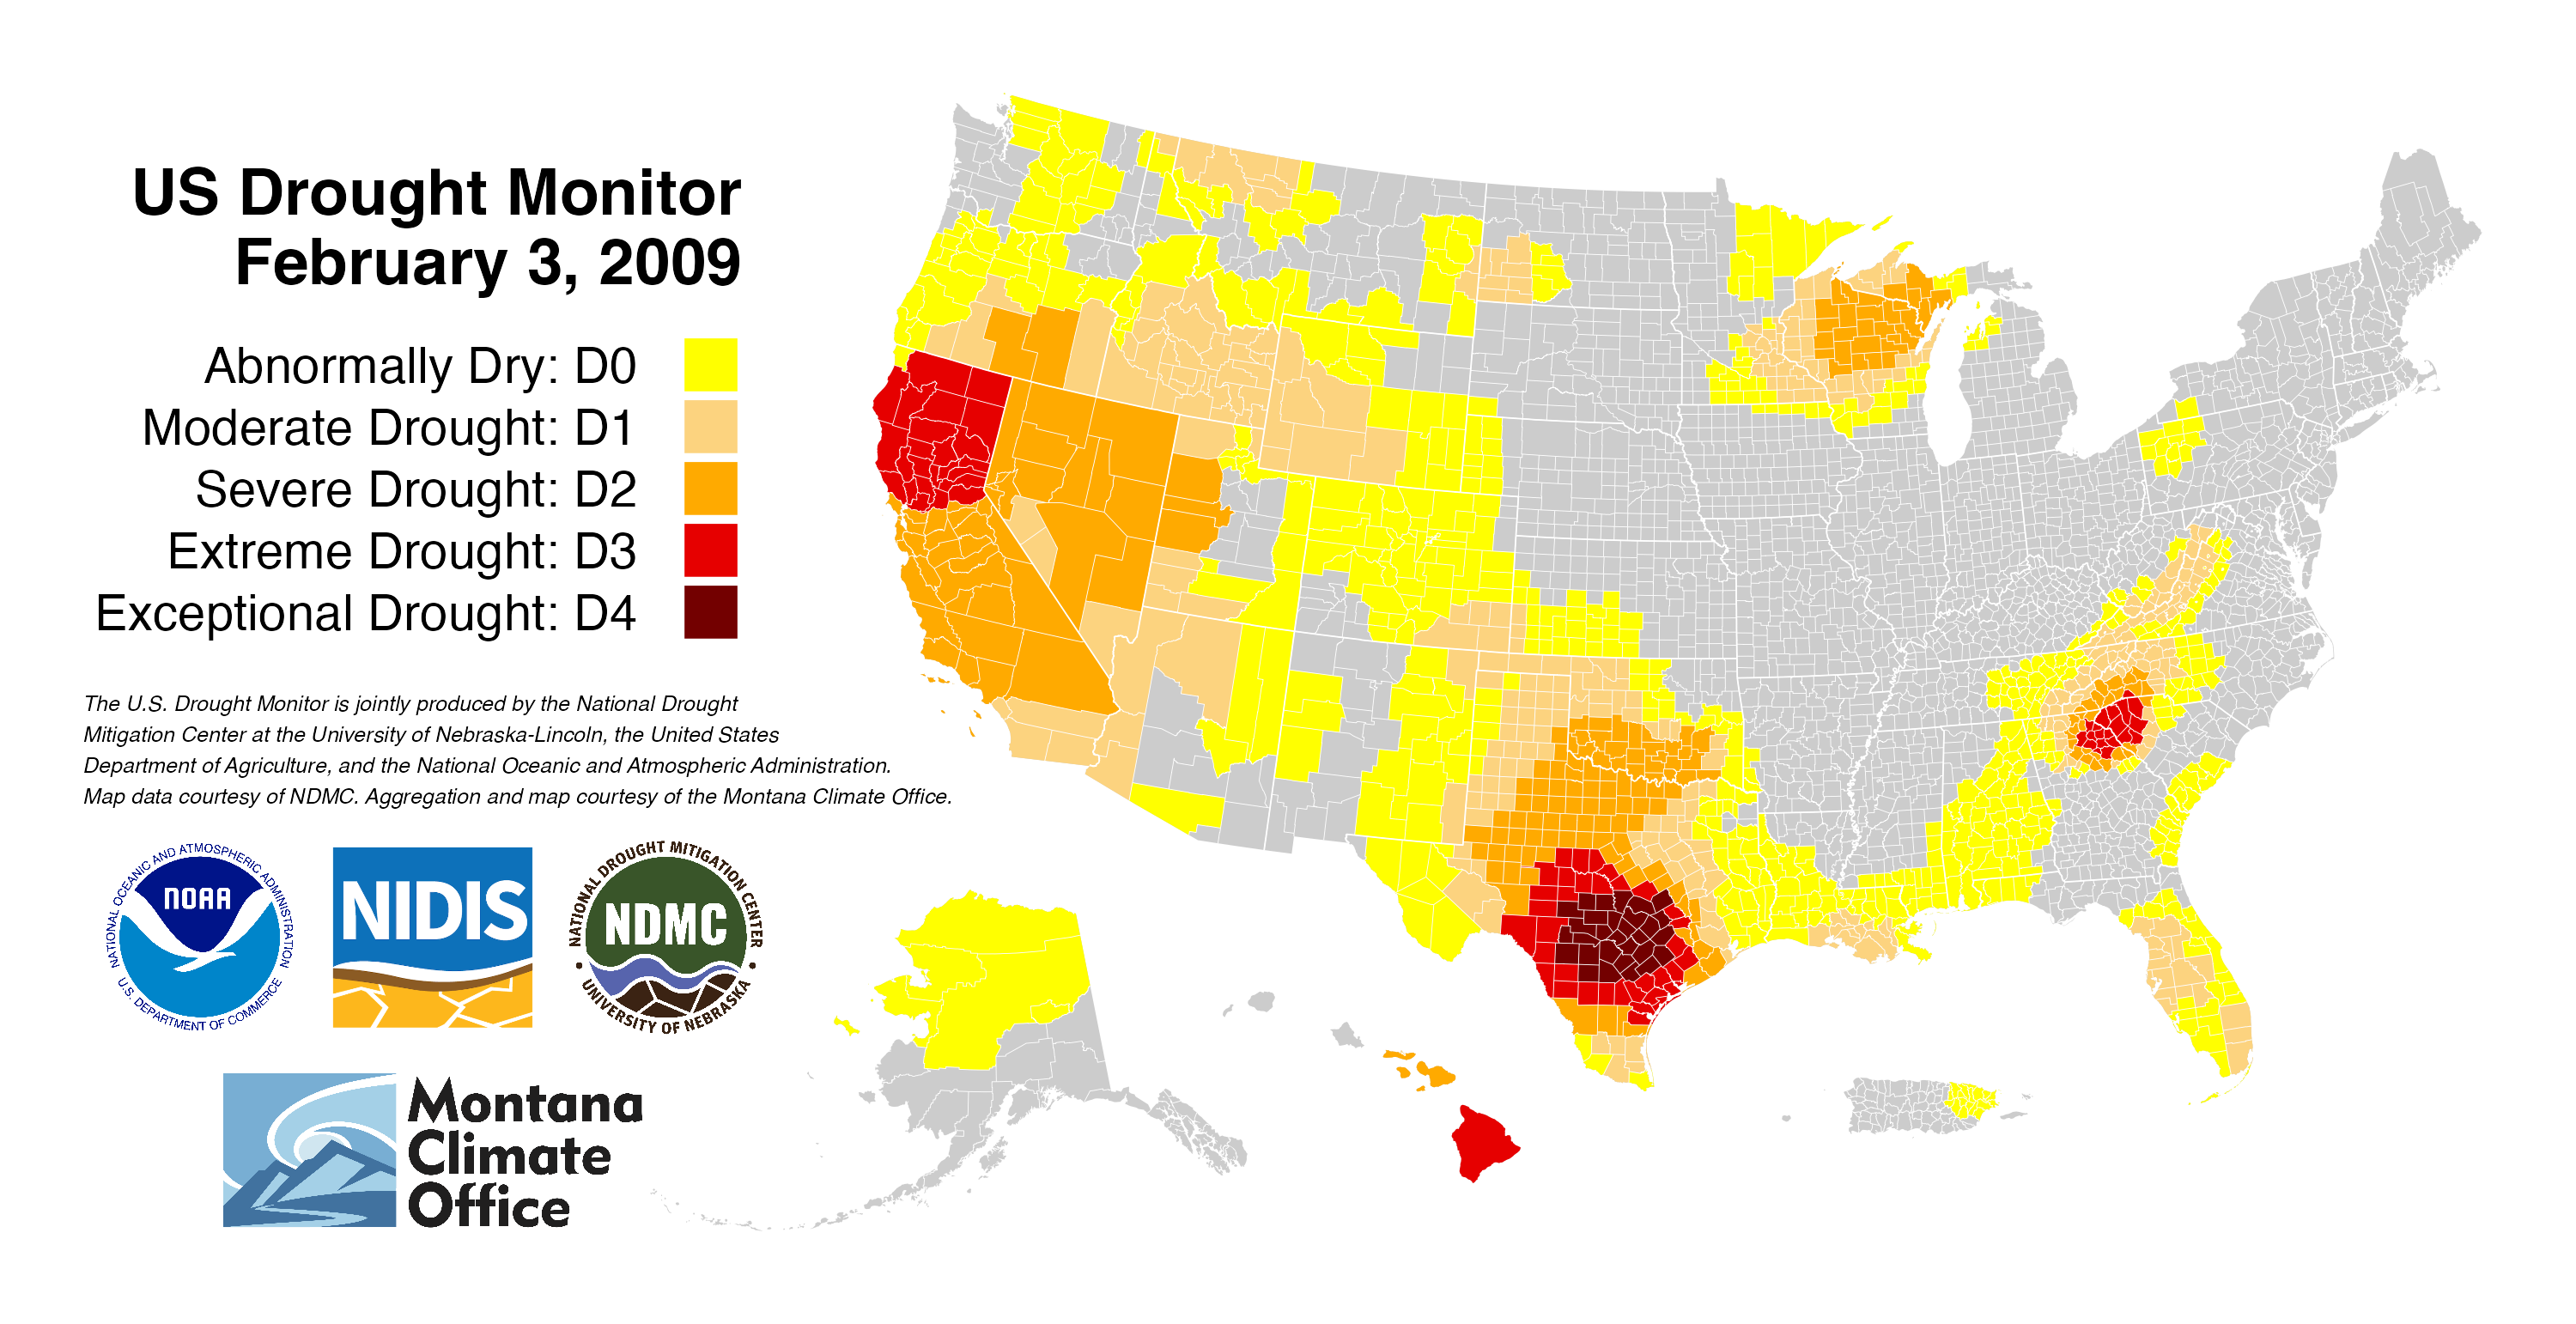 US Drought Monitor
February 3, 2009
Abnormally Dry: D0
Moderate Drought: D1
Severe Drought: D2
Extreme Drought: D3
Exceptional Drought: D4
The U.S. Drought Monitor is jointly produced by the National Drought
Mitigation Center at the University of Nebraska-Lincoln, the United States
Department of Agriculture, and the National Oceanic and Atmospheric Administration.
Map data courtesy of NDMC. Aggregation and map courtesy of the Montana Climate Office.
NATIONAL OCEANIC AND ATMOSPHERIC ADMINISTRATION
NOAA
U.S. DEPARTMENT OF COMMERCE
NIDIS
NATIONAL DROUGHT MITIGATION CENTER
NDMC
UNIVERSITY OF NEBRASKA
Montana
Climate
Office